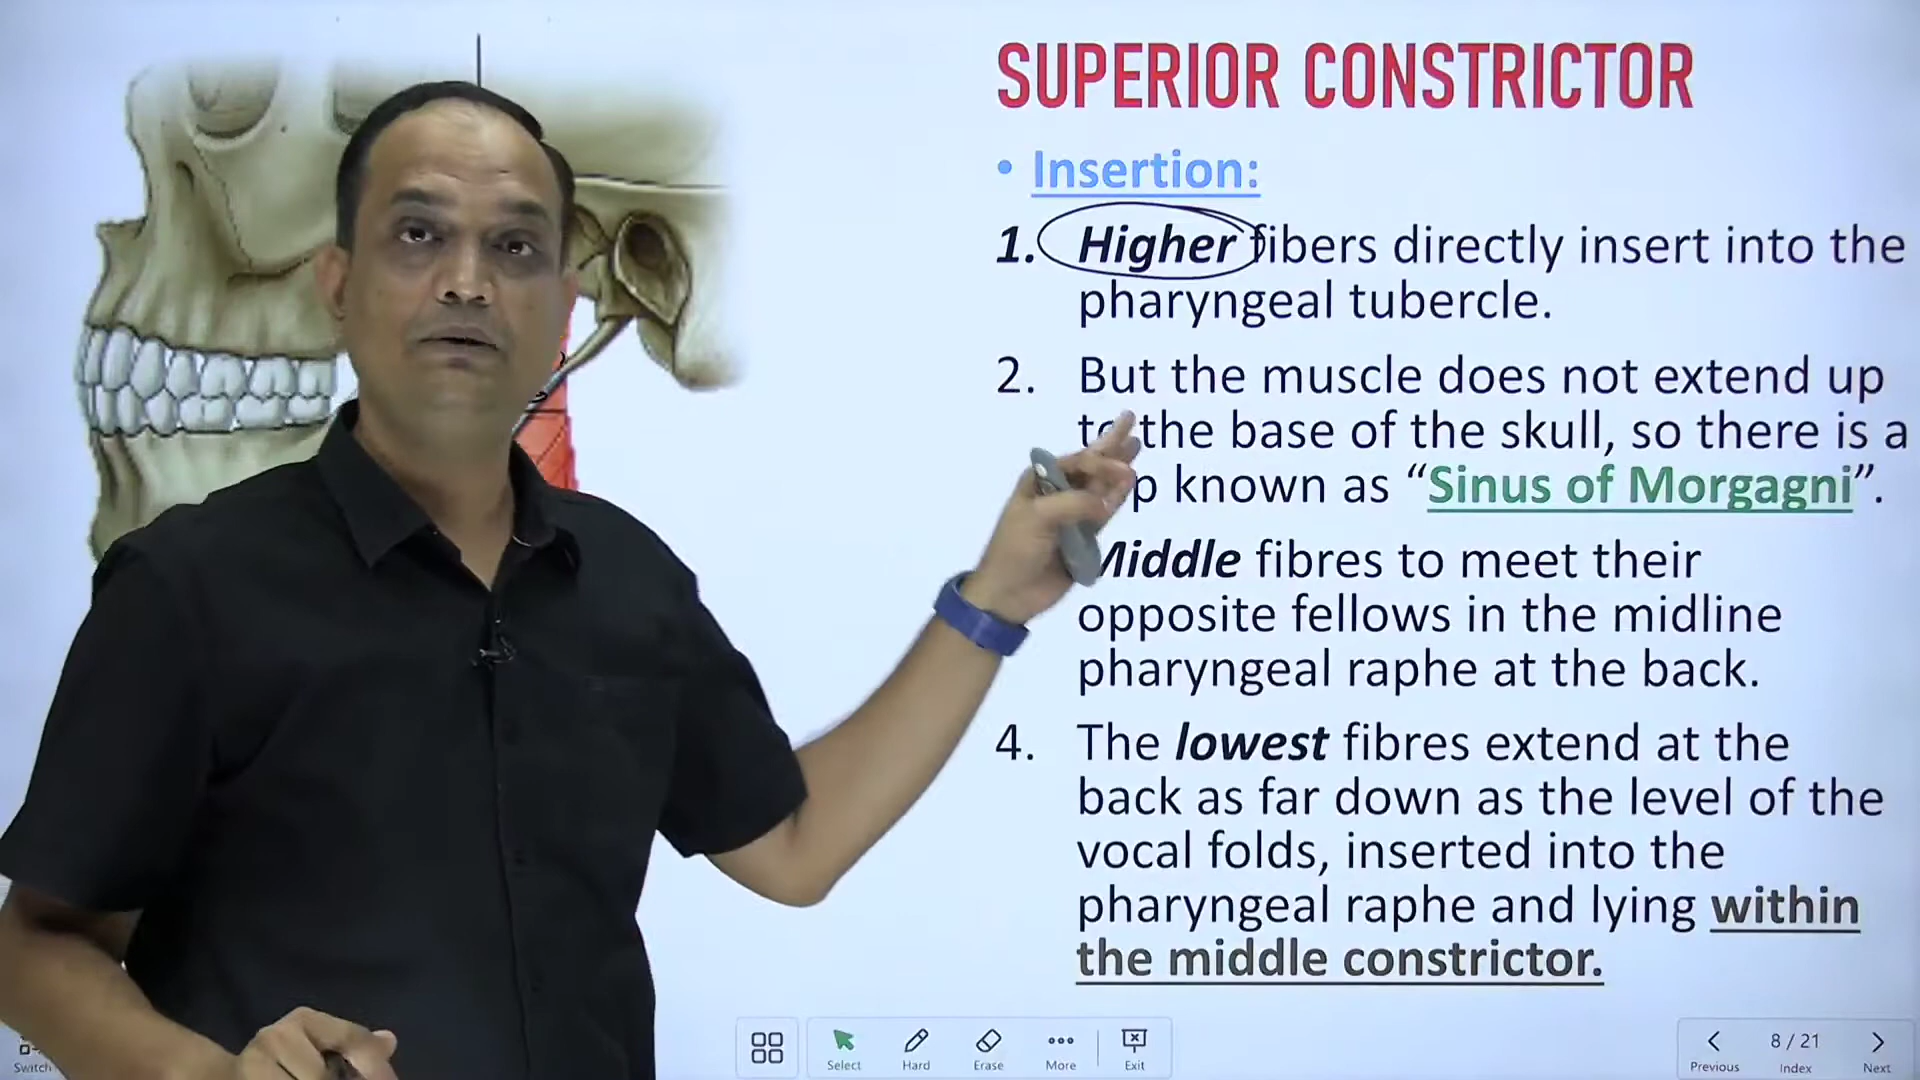 SUPERIOR CONSTRICTOR
• Insertion:
1. Higher fibers directly insert into the
pharyngeal tubercle.
2. But the muscle does not extend up
to the base of the skull, so there is a
known as “Sinus of Morgagni”.
Middle fibres to meet their
opposite fellows in the midline
pharyngeal raphe at the back.
4. The lowest fibres extend at the
back as far down as the level of the
vocal folds, inserted into the
pharyngeal raphe and lying within
the middle constrictor.
Switch
Select
Hard
Erase
More
Exit
8 / 21
Previous
Index
Next